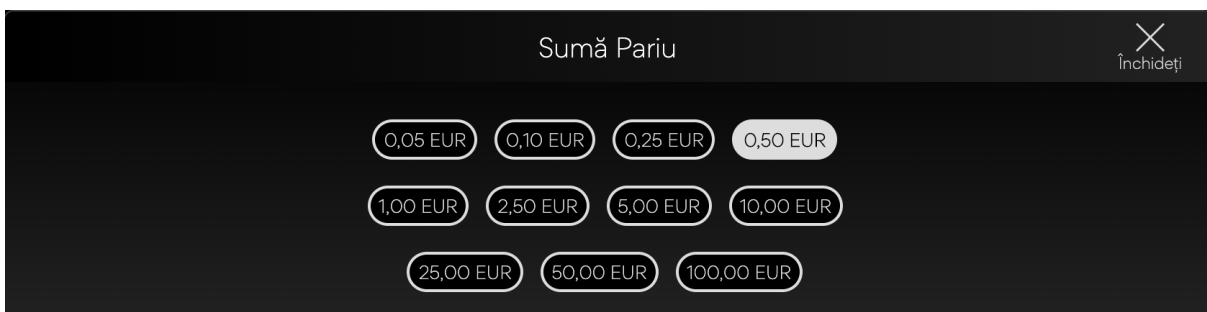 Sumă Pariu
Închideți
0,05 EUR 0,10 EUR 0,25 EUR 0,50 EUR
1,00 EUR 2,50 EUR 5,00 EUR 10,00 EUR
25,00 EUR 50,00 EUR 100,00 EUR